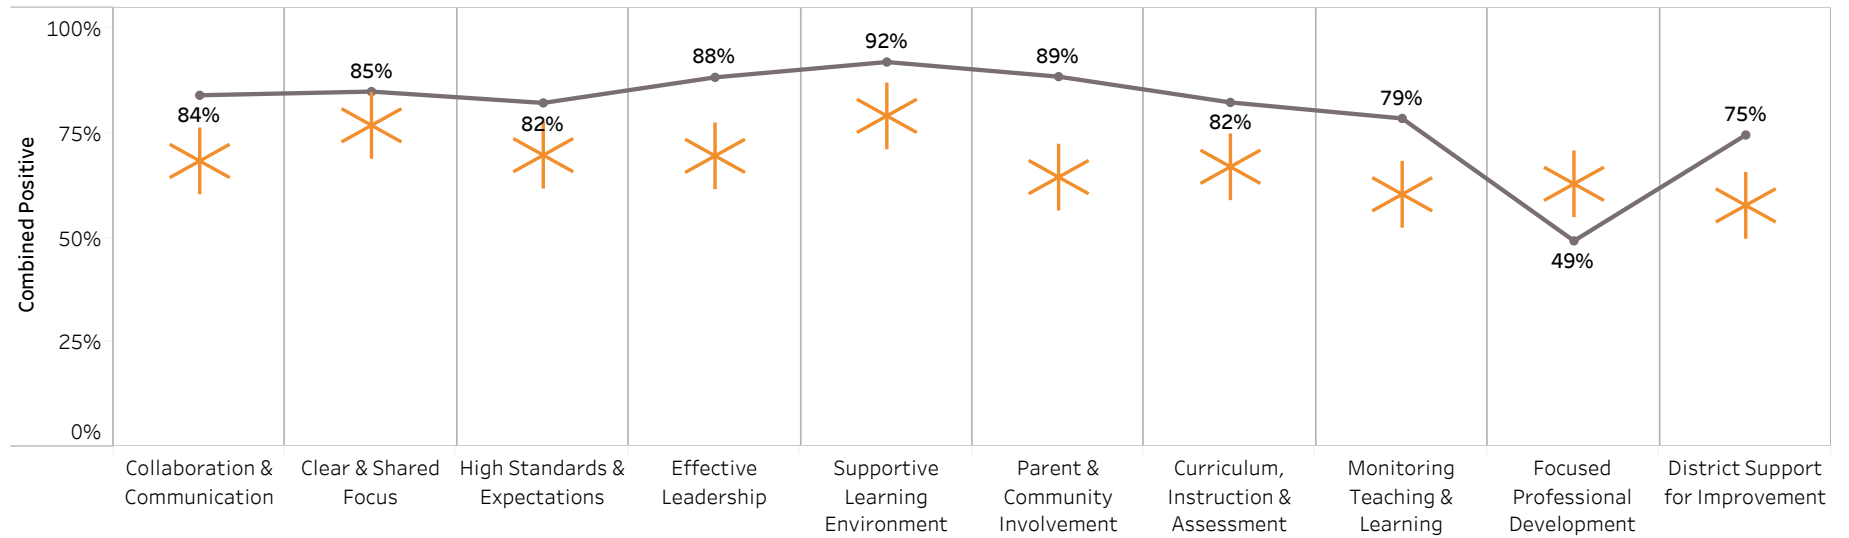 Combined Positive
100%
75%
50%
25%
0%
84%
85%
82%
88%
92%
89%
82%
79%
49%
75%
Collaboration &
Communication
Clear & Shared
Focus
High Standards &
Expectations
Effective
Leadership
Supportive
Learning
Environment
Parent &
Community
Involvement
Curriculum,
Instruction &
Assessment
Monitoring
Teaching &
Learning
Focused
Professional
Development
District Support
for Improvement